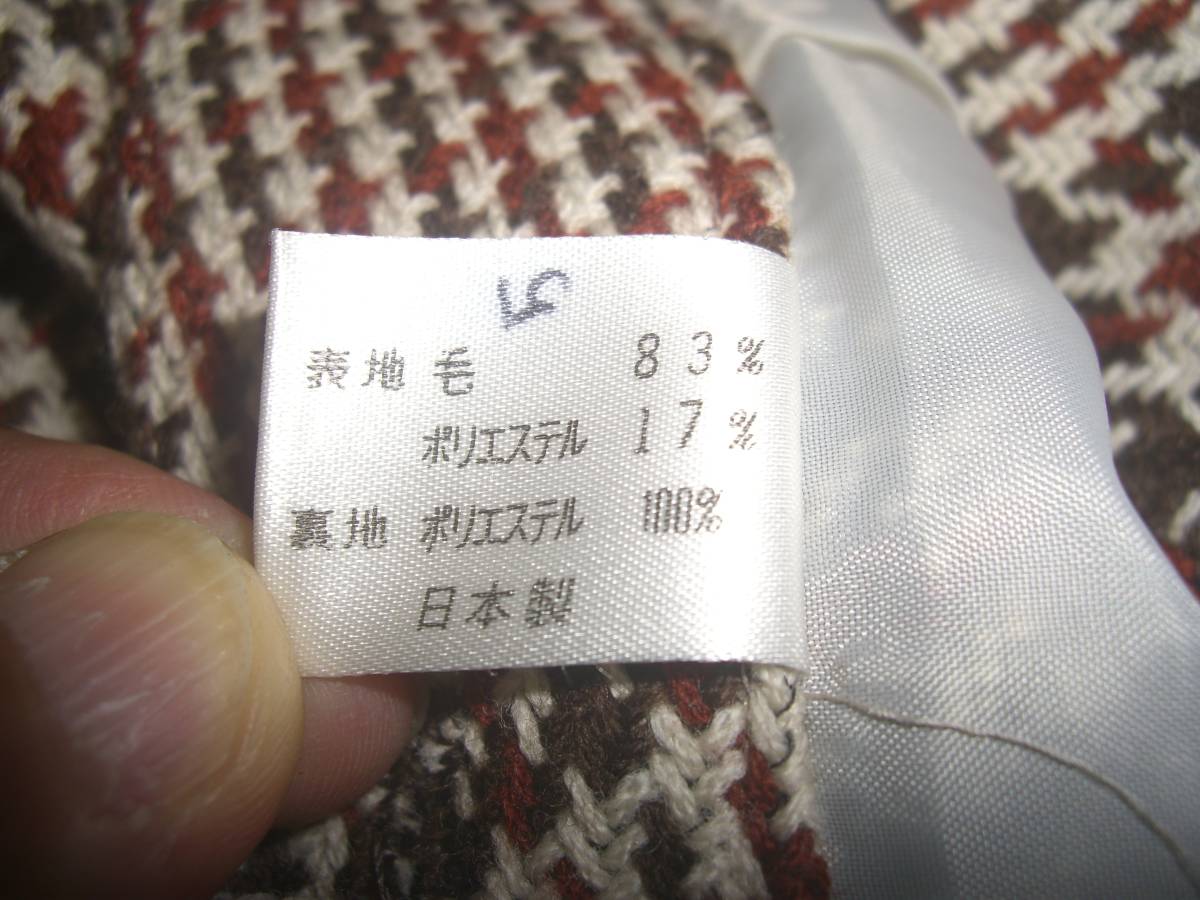 5
表地 毛 83%
ポリエステル 17%
裏地 ポリエステル 100%
日本製